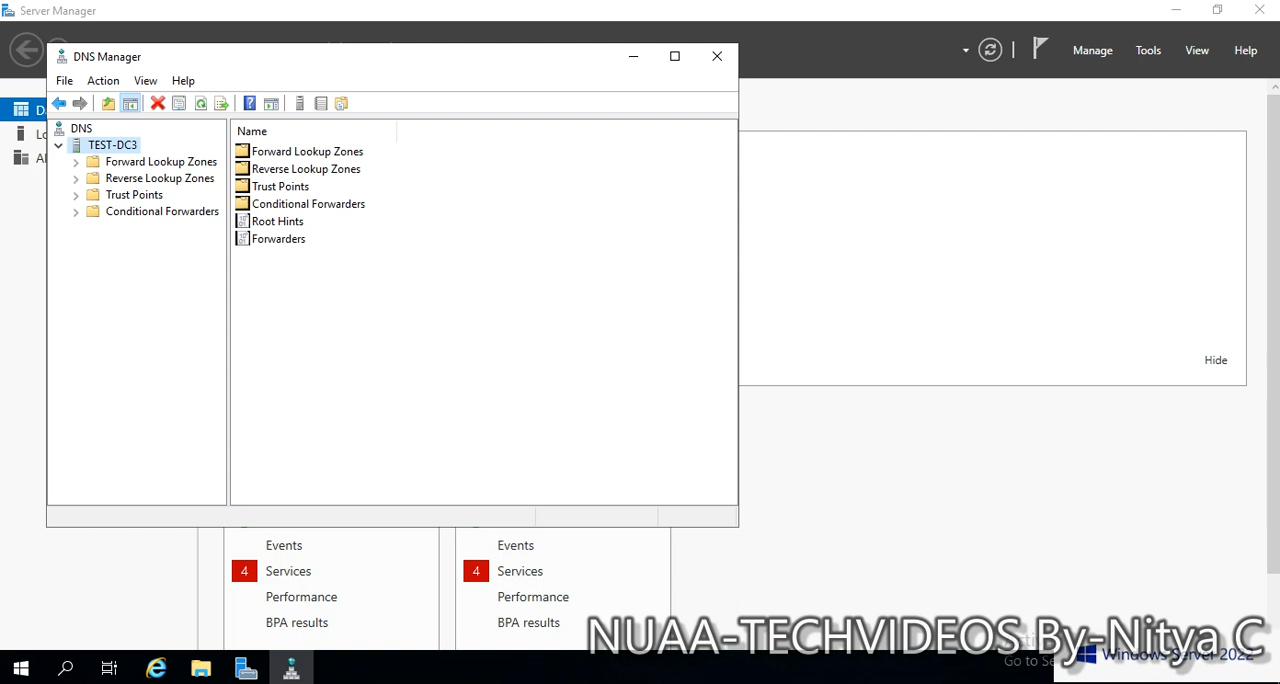 Server Manager
DNS Manager
Manage
Tools
View
Help
File
Action
View
Help
DNS
TEST-DC3
Forward Lookup Zones
Reverse Lookup Zones
Trust Points
Conditional Forwarders
Name
Forward Lookup Zones
Reverse Lookup Zones
Trust Points
Conditional Forwarders
Root Hints
Forwarders
Hide
Events
4 Services
Performance
BPA results
Events
4 Services
Performance
BPA results
NUAA-TECHVIDEOS By-Nitya C
Go to
Windows Server 2022